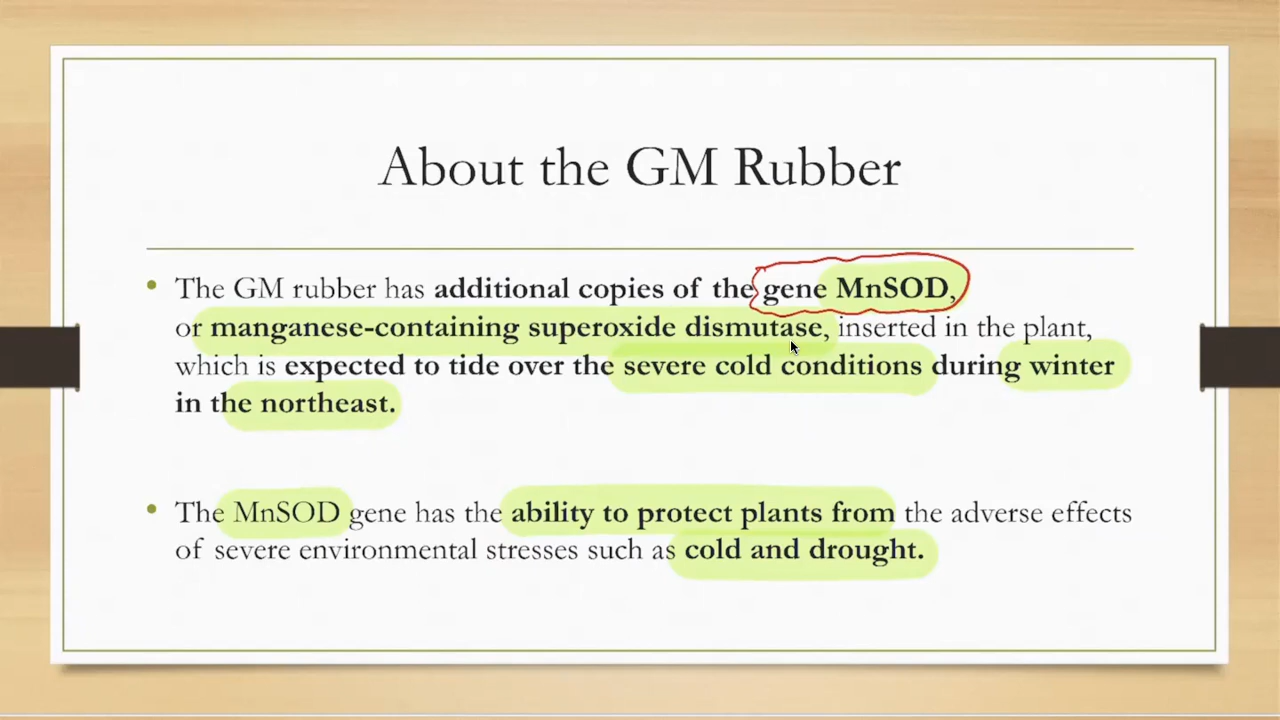 About the GM Rubber
• The GM rubber has additional copies of the gene MnSOD,
or manganese-containing superoxide dismutase, inserted in the plant,
which is expected to tide over the severe cold conditions during winter
in the northeast.
• The MnSOD gene has the ability to protect plants from the adverse effects
of severe environmental stresses such as cold and drought.